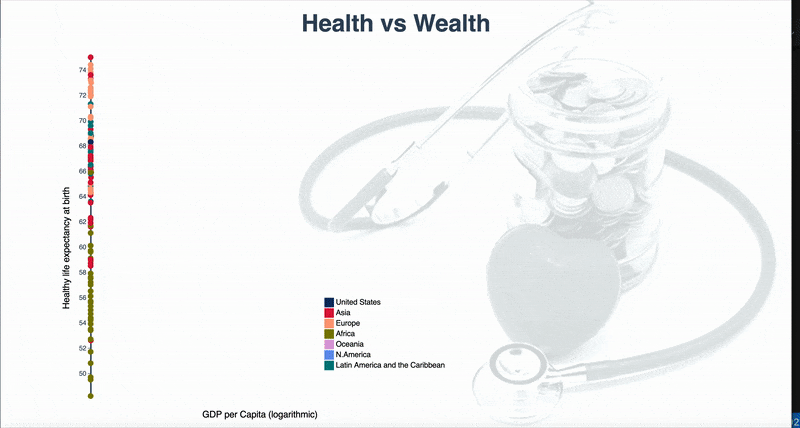 Health vs Wealth
74
72
70
68
66
64
62
60
58
56
54
52
50
Healthy life expectancy at birth
United States
Asia
Europe
Africa
Oceania
N.America
Latin America and the Caribbean
GDP per Capita (logarithmic)
2